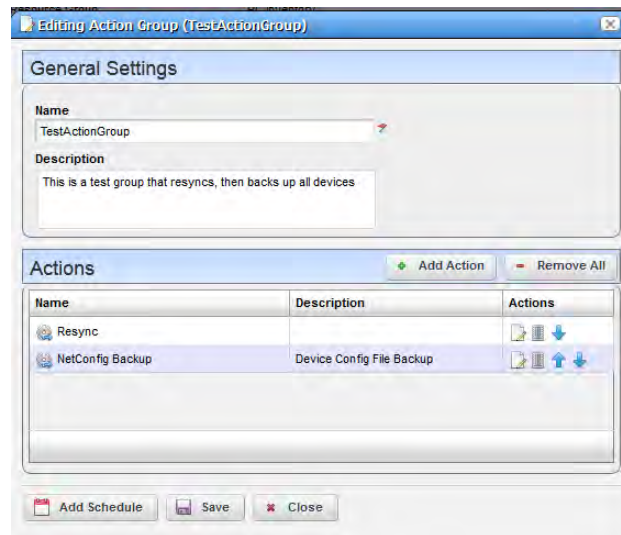 Editing Action Group (TestActionGroup)
General Settings
Name
TestActionGroup
Description
This is a test group that resyncs, then backs up all devices
Actions
Add Action
Remove All
Name Description Actions
Resync
NetConfig Backup Device Config File Backup
Add Schedule Save Close